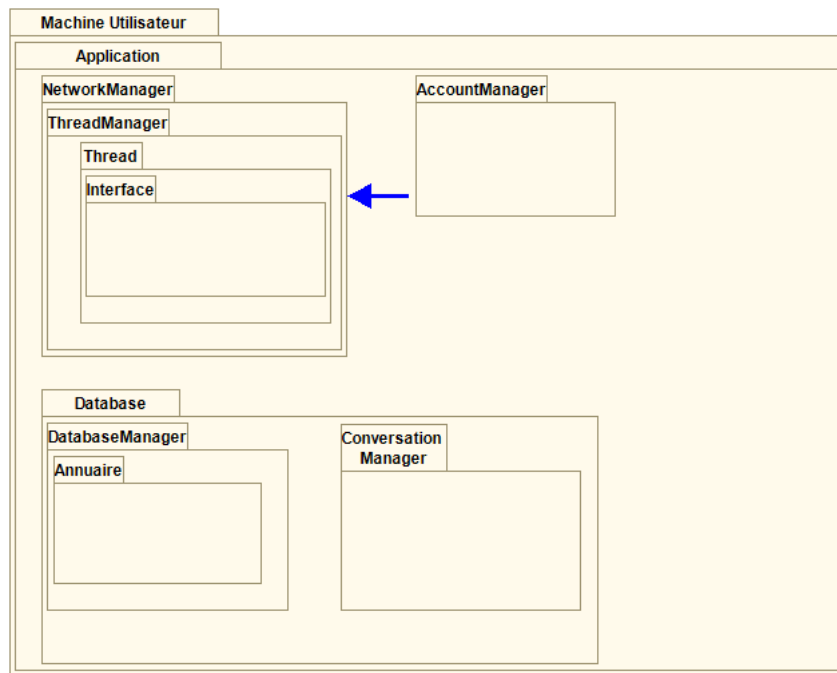 Machine Utilisateur
Application
NetworkManager
AccountManager
ThreadManager
Thread
Interface
Database
DatabaseManager
Conversation
Manager
Annuaire